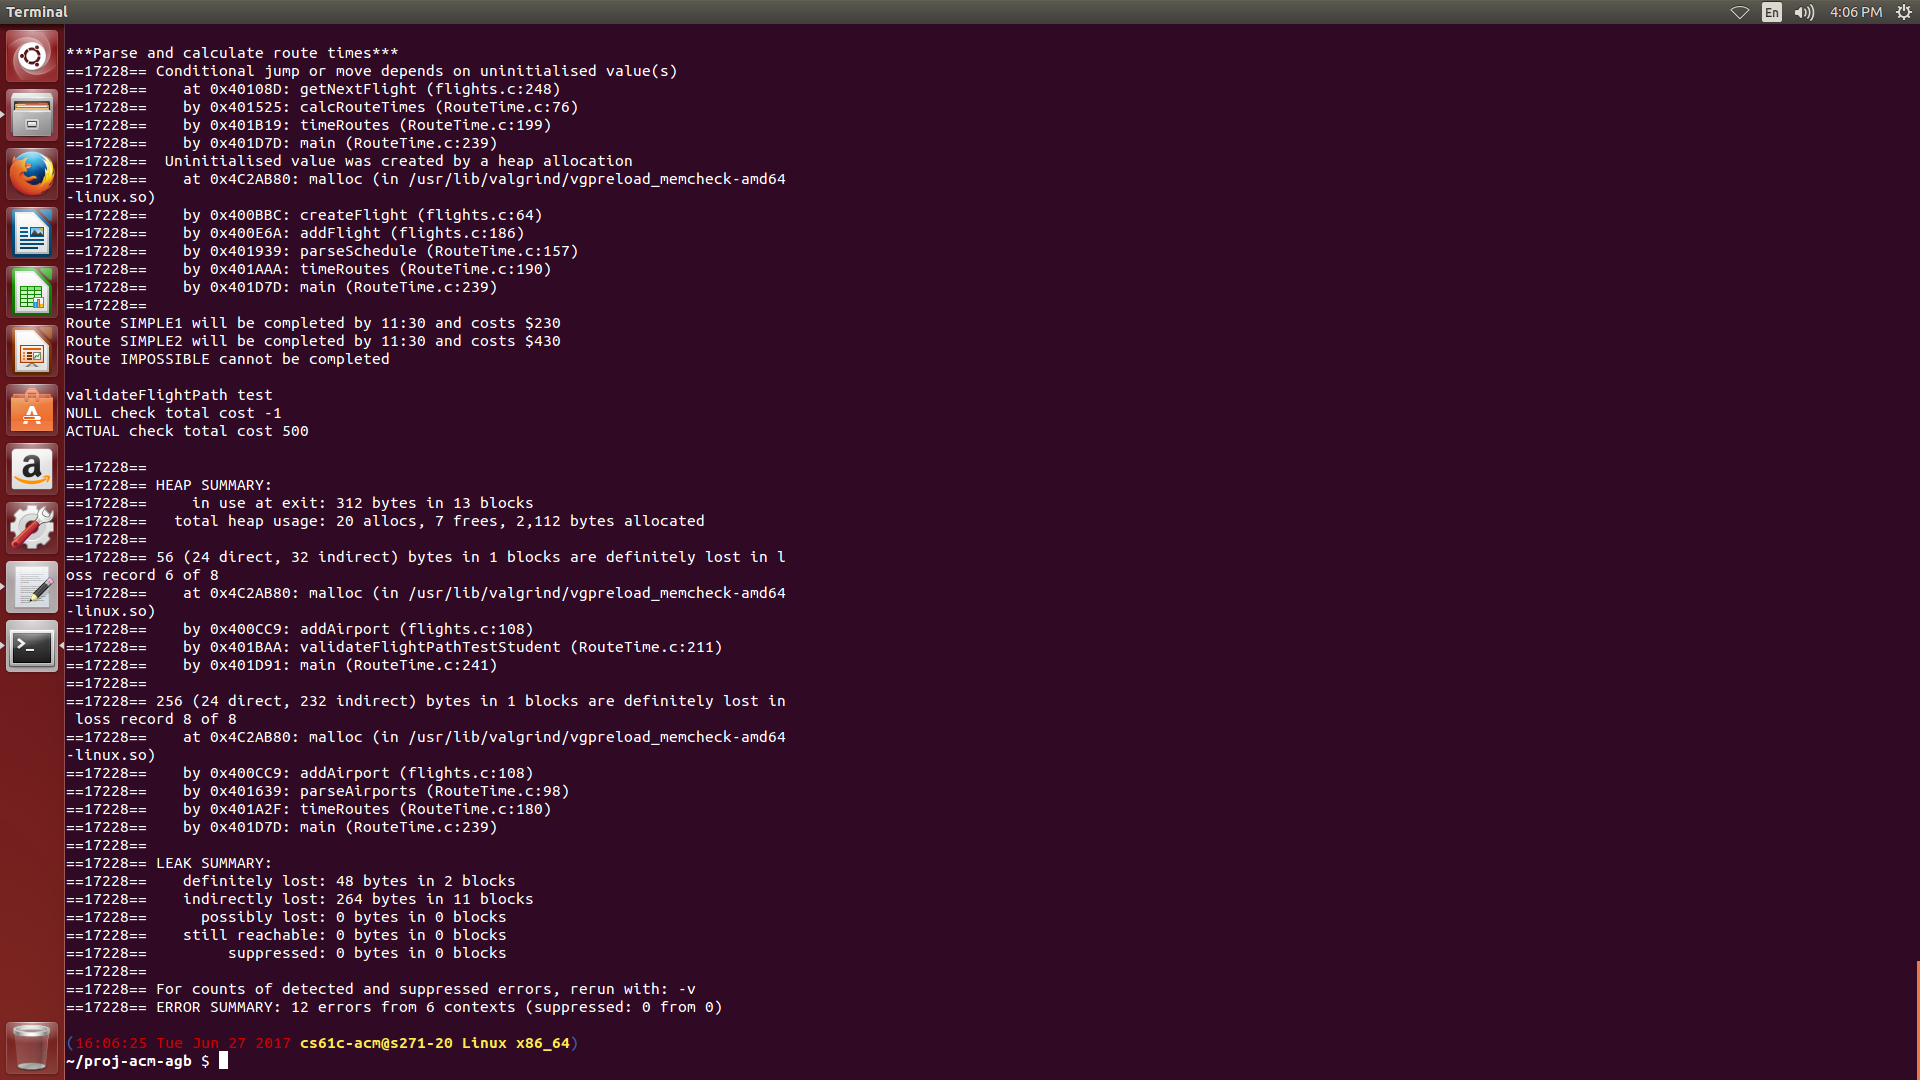 Terminal
En
4:06 PM
***Parse and calculate route times***
==17228== Conditional jump or move depends on uninitialised value(s)
==17228==    at 0x40108D: getNextFlight (flights.c:248)
==17228==    by 0x401525: calcRouteTimes (RouteTime.c:76)
==17228==    by 0x401B19: timeRoutes (RouteTime.c:199)
==17228==    by 0x401D7D: main (RouteTime.c:239)
==17228==  Uninitialised value was created by a heap allocation
==17228==    at 0x4C2AB80: malloc (in /usr/lib/valgrind/vgpreload_memcheck-amd64
-linux.so)
==17228==    by 0x400BBC: createFlight (flights.c:64)
==17228==    by 0x400E6A: addFlight (flights.c:186)
==17228==    by 0x401939: parseSchedule (RouteTime.c:157)
==17228==    by 0x401AAA: timeRoutes (RouteTime.c:190)
==17228==    by 0x401D7D: main (RouteTime.c:239)
==17228==
Route SIMPLE1 will be completed by 11:30 and costs $230
Route SIMPLE2 will be completed by 11:30 and costs $430
Route IMPOSSIBLE cannot be completed
validateFlightPath test
NULL check total cost -1
ACTUAL check total cost 500
==17228==
==17228== HEAP SUMMARY:
==17228==     in use at exit: 312 bytes in 13 blocks
==17228==   total heap usage: 20 allocs, 7 frees, 2,112 bytes allocated
==17228==
==17228== 56 (24 direct, 32 indirect) bytes in 1 blocks are definitely lost in l
oss record 6 of 8
==17228==    at 0x4C2AB80: malloc (in /usr/lib/valgrind/vgpreload_memcheck-amd64
-linux.so)
==17228==    by 0x400CC9: addAirport (flights.c:108)
==17228==    by 0x401BAA: validateFlightPathTestStudent (RouteTime.c:211)
==17228==    by 0x401D91: main (RouteTime.c:241)
==17228==
==17228== 256 (24 direct, 232 indirect) bytes in 1 blocks are definitely lost in
 loss record 8 of 8
==17228==    at 0x4C2AB80: malloc (in /usr/lib/valgrind/vgpreload_memcheck-amd64
-linux.so)
==17228==    by 0x400CC9: addAirport (flights.c:108)
==17228==    by 0x401639: parseAirports (RouteTime.c:98)
==17228==    by 0x401A2F: timeRoutes (RouteTime.c:180)
==17228==    by 0x401D7D: main (RouteTime.c:239)
==17228==
==17228== LEAK SUMMARY:
==17228==    definitely lost: 48 bytes in 2 blocks
==17228==    indirectly lost: 264 bytes in 11 blocks
==17228==      possibly lost: 0 bytes in 0 blocks
==17228==    still reachable: 0 bytes in 0 blocks
==17228==         suppressed: 0 bytes in 0 blocks
==17228==
==17228== For counts of detected and suppressed errors, rerun with: -v
==17228== ERROR SUMMARY: 12 errors from 6 contexts (suppressed: 0 from 0)
(16:06:25 Tue Jun 27 2017 cs61c-acm@s271-20 Linux x86_64)
~/proj-acm-agb $